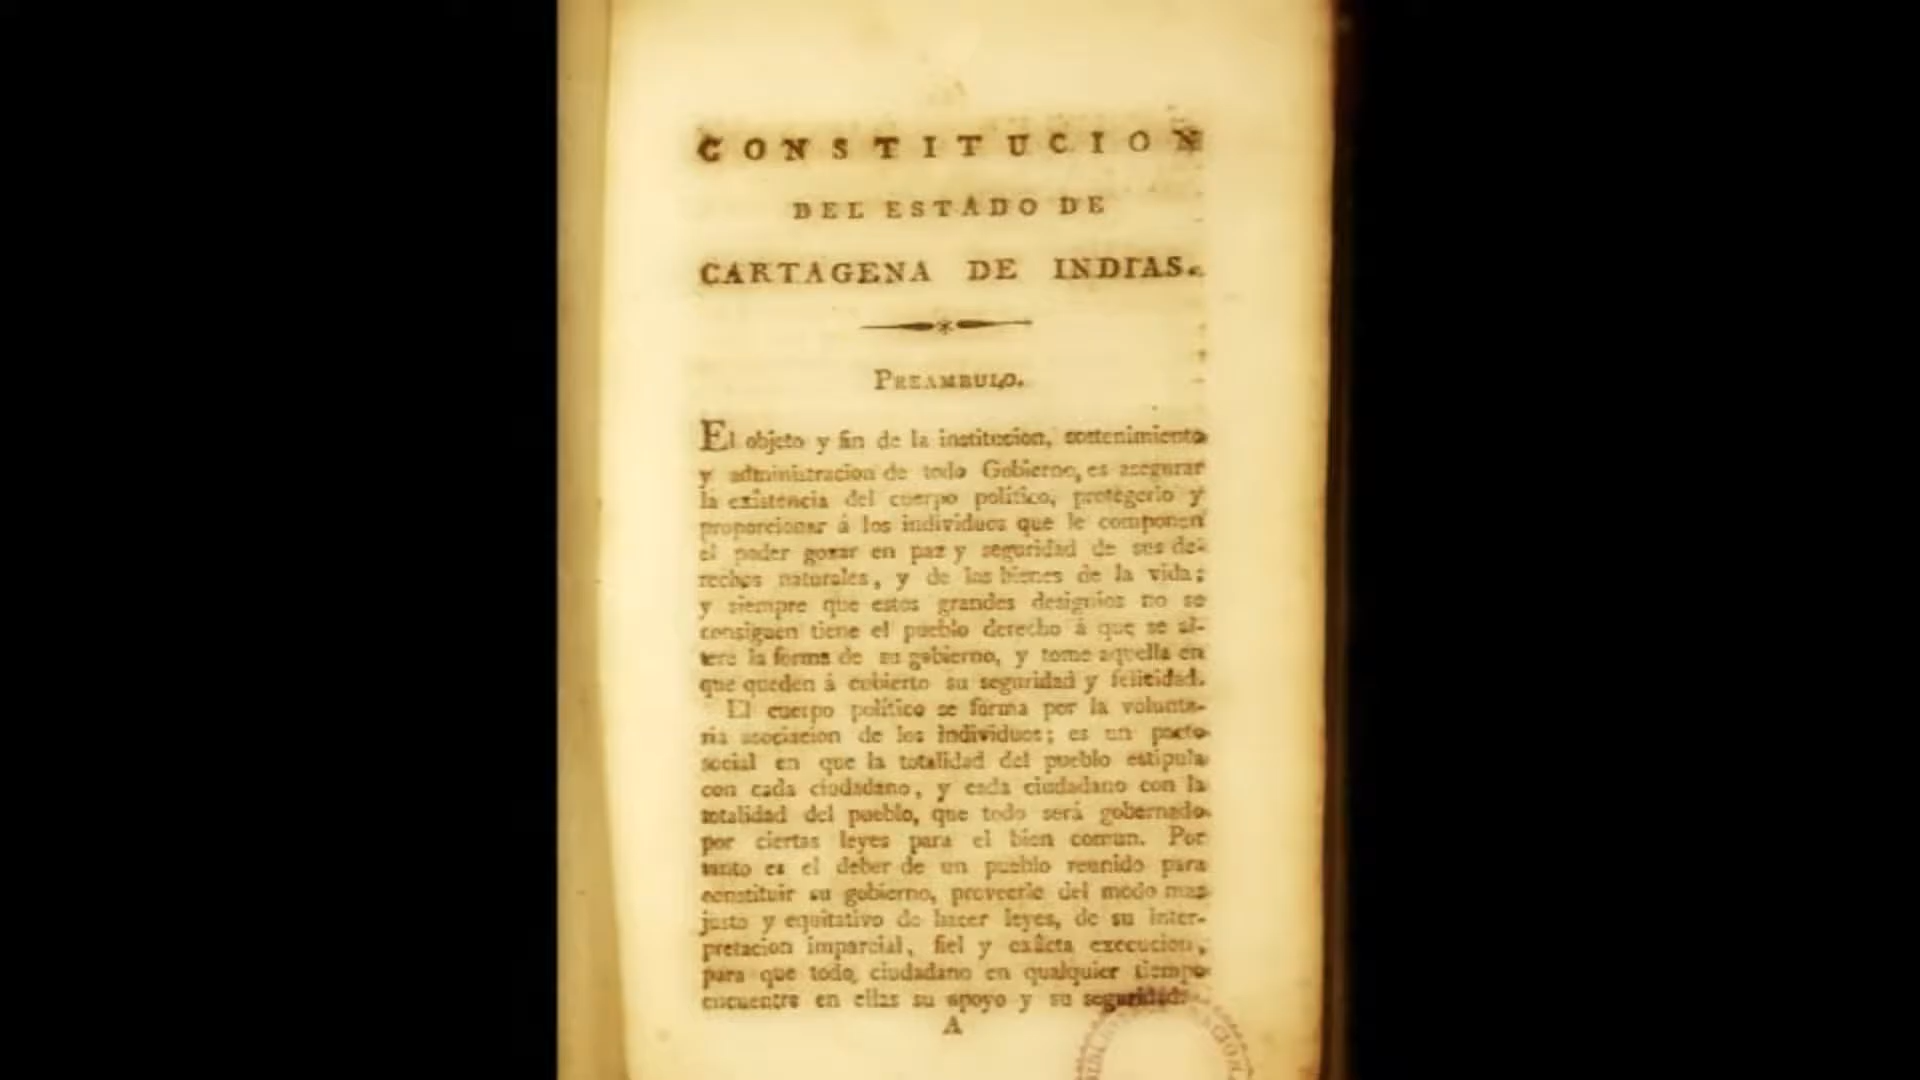 CONSTITUCION
DEL ESTADO DE
CARTAGENA DE INDIAS.
PREAMBULO.
El objeto y fin de la institucion, sostenimiento
y administracion de todo Gobierno, es asegurar
la existencia del cuerpo político, protegerlo y
proporcionar á los individuos que le componen
el poder gozar en paz y seguridad de sus de-
rechos naturales, y de los bienes de la vida;
y siempre que estos grandes designios no se
consiguen tiene el pueblo derecho á que se al-
tere la forma de su gobierno, y tome aquella en
que queden á cubierto su seguridad y felicidad.
El cuerpo político se forma por la volunta-
ria asociacion de los individuos; es un pacto
social en que la totalidad del pueblo estipula
con cada ciudadano, y cada ciudadano con la
totalidad del pueblo, que todo será gobernado
por ciertas leyes para el bien comun. Por
tanto es el deber de un pueblo reunido para
constituir su gobierno, proveerle del modo mas
justo y equitativo de hacer leyes, de su inter-
pretacion imparcial, fiel y exâcta execucion,
para que todo ciudadano en qualquier tiempo
encuentre en ellas su apoyo y su seguridad.
A